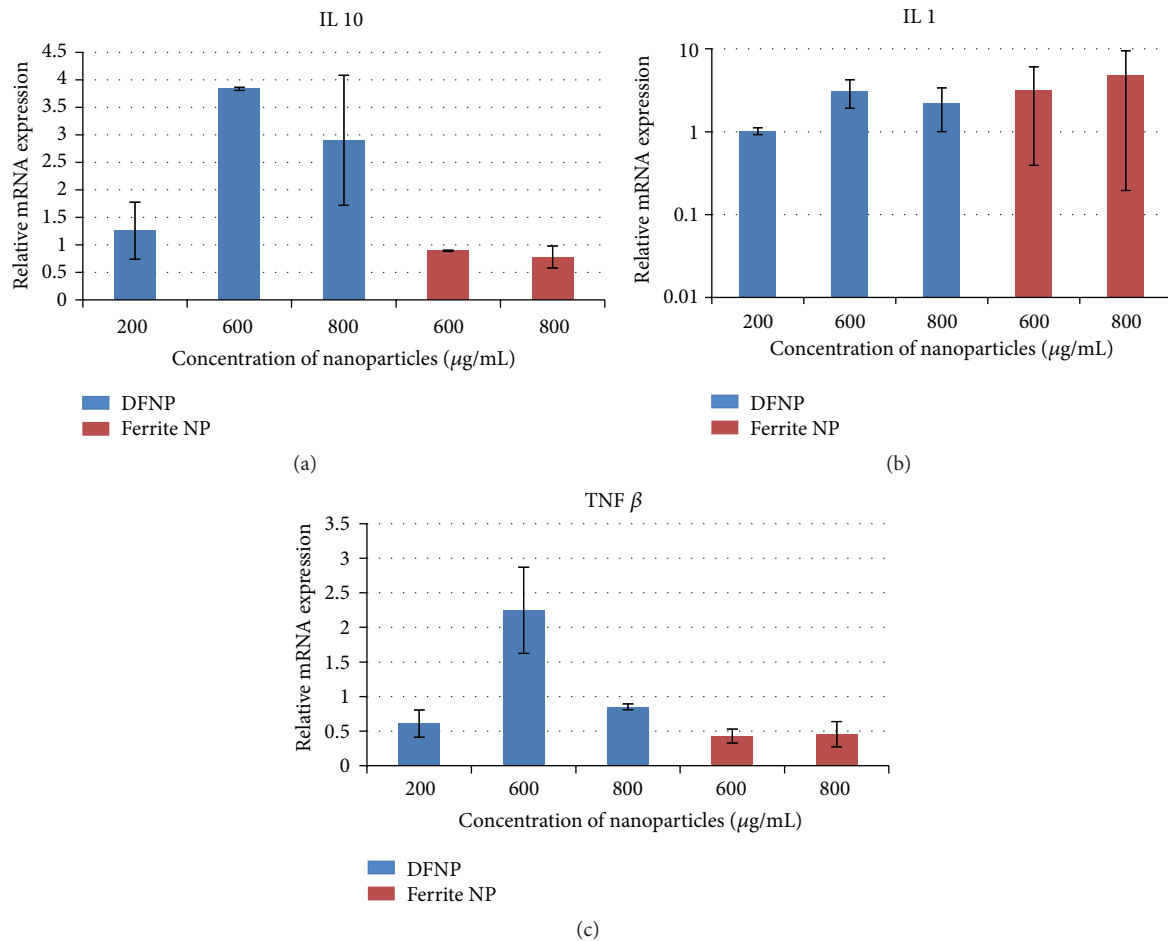 IL 10
Relative mRNA expression
4.5
4
3.5
3
2.5
2
1.5
1
0.5
0
200 600 800 600 800
Concentration of nanoparticles (μg/mL)
DFNP
Ferrite NP
(a)
IL 1
Relative mRNA expression
10
1
0.1
0.01
200 600 800 600 800
Concentration of nanoparticles (μg/mL)
DFNP
Ferrite NP
(b)
TNF β
Relative mRNA expression
3.5
3
2.5
2
1.5
1
0.5
0
200 600 800 600 800
Concentration of nanoparticles (μg/mL)
DFNP
Ferrite NP
(c)